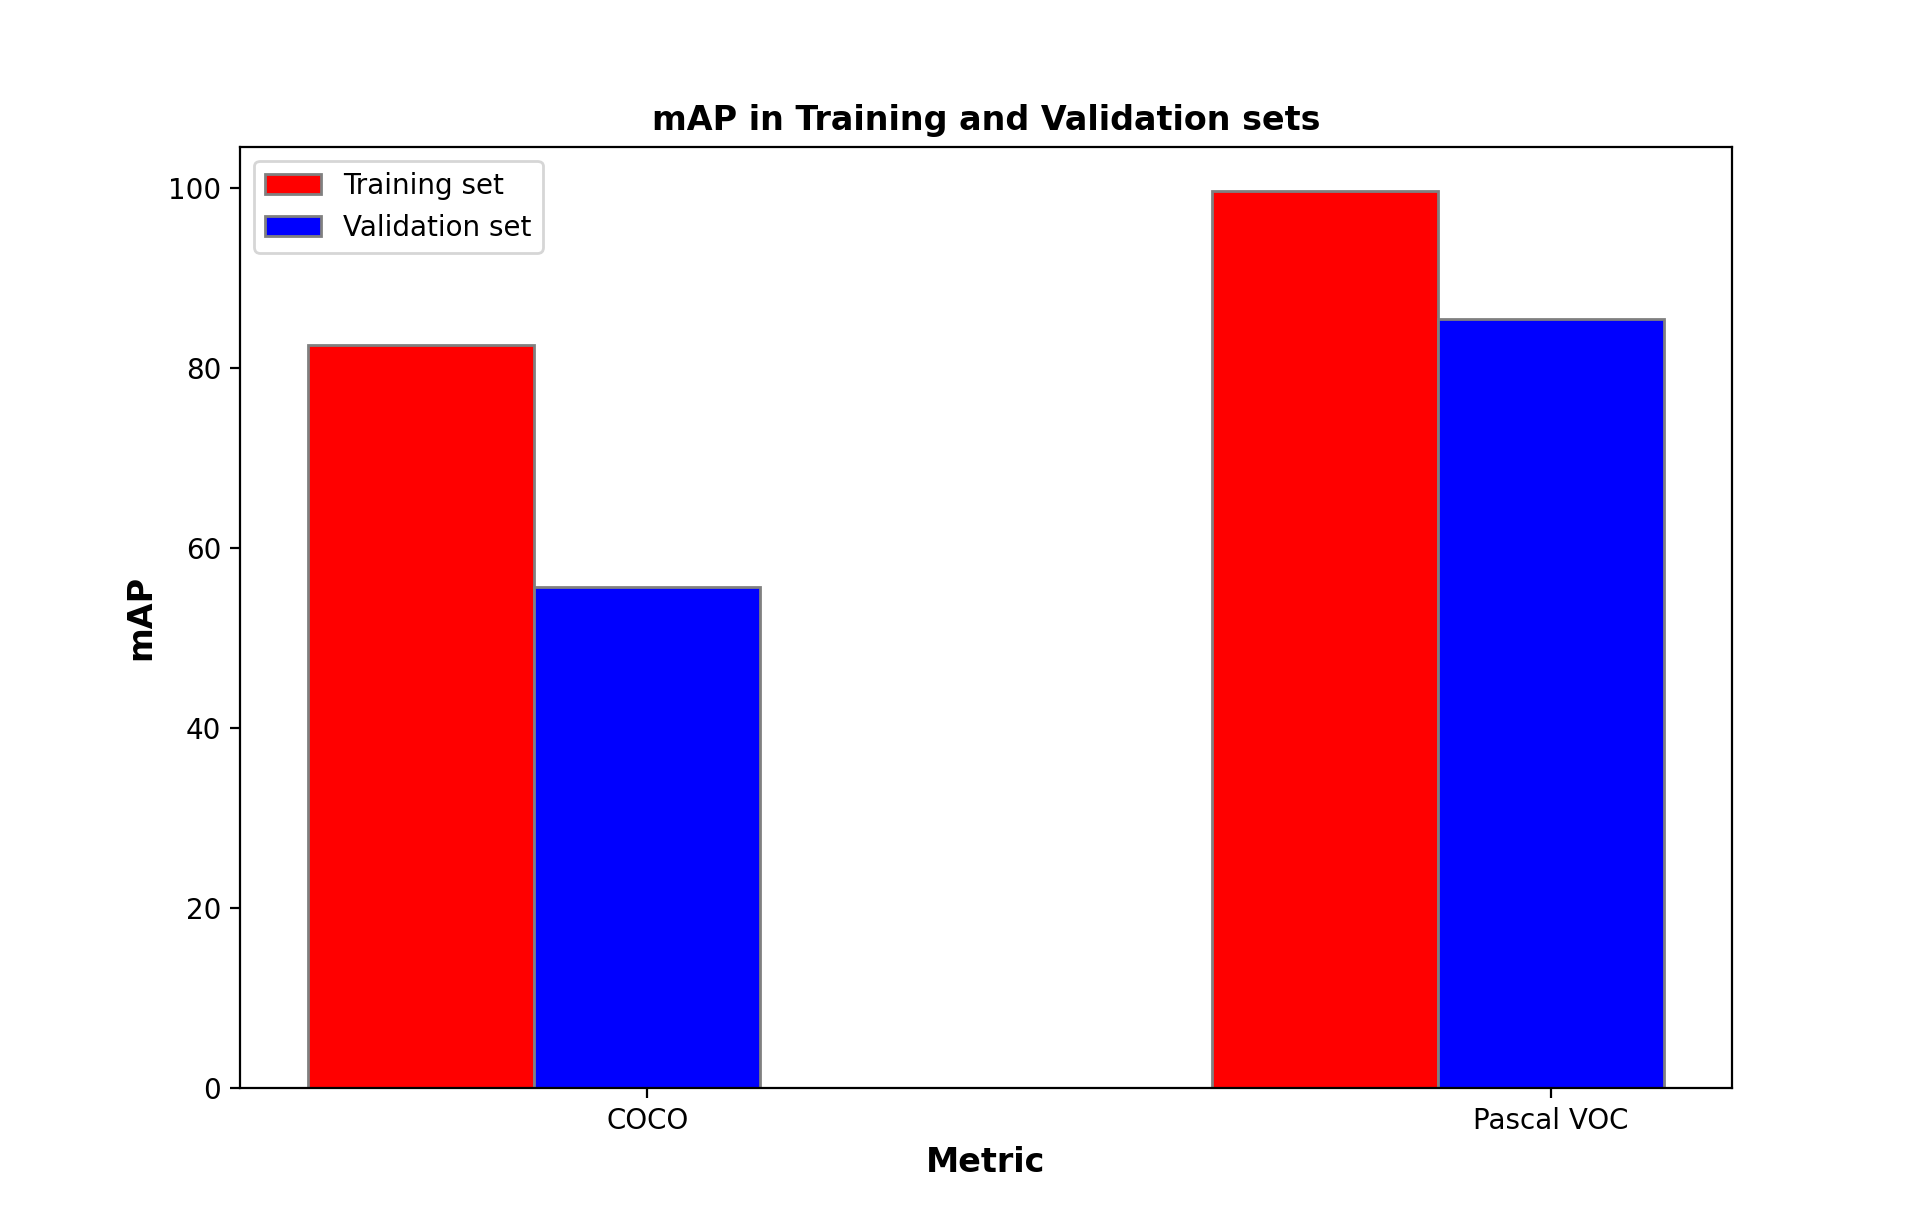 mAP in Training and Validation sets
Training set
Validation set
100
80
60
40
20
0
mAP
COCO
Pascal VOC
Metric